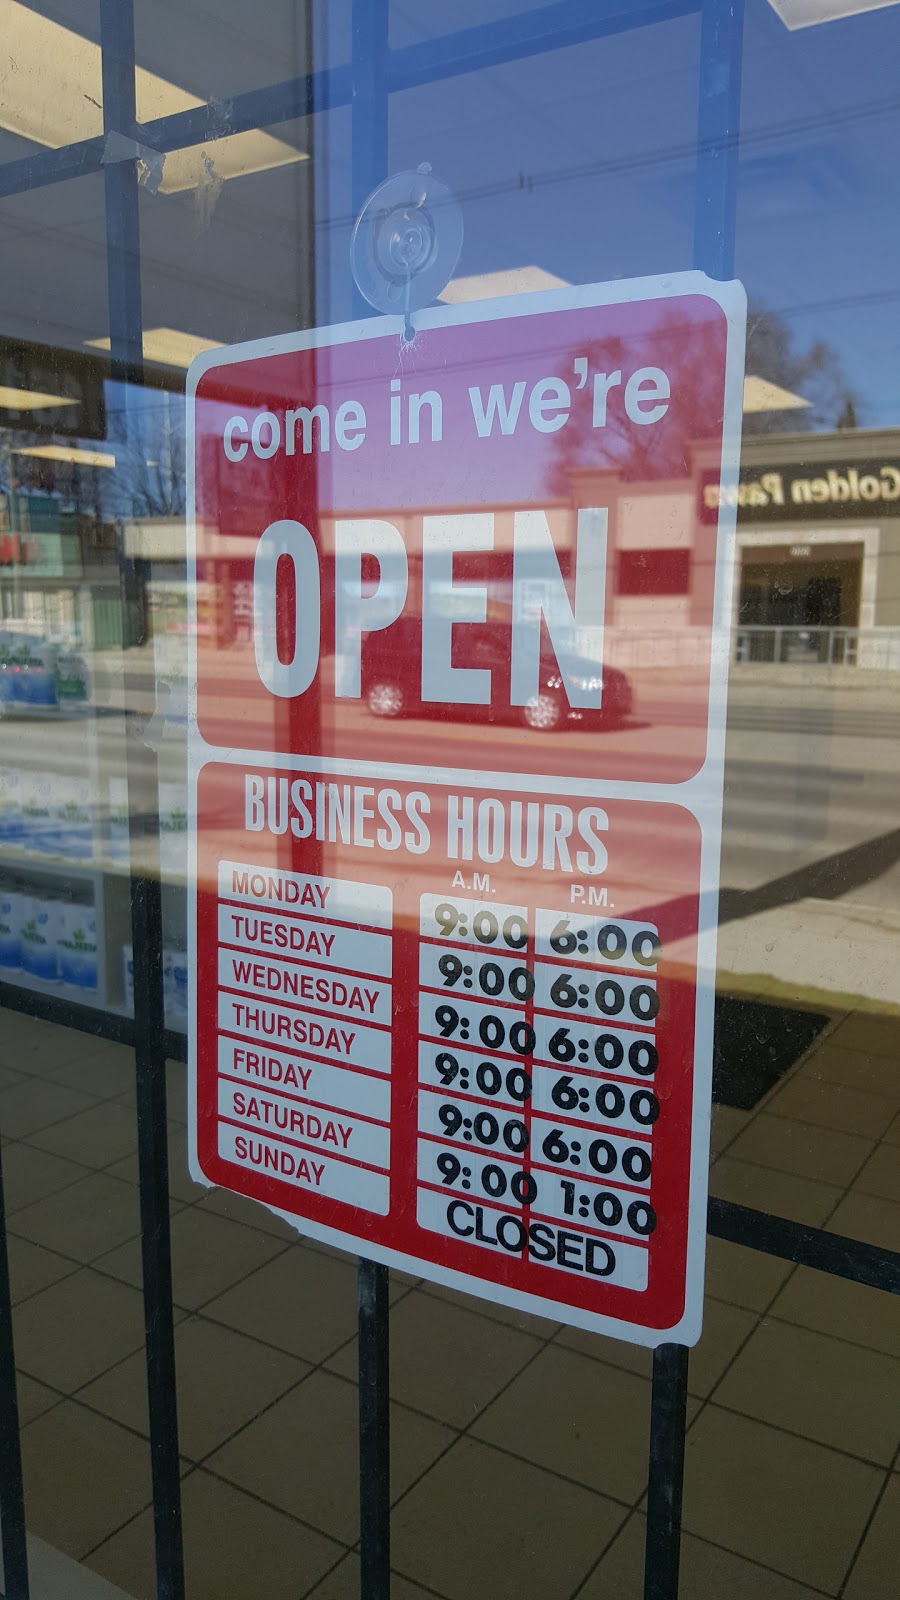 come in we're
OPEN
Golden Pawn
BUSINESS HOURS
A.M. P.M.
MONDAY 9:00 6:00
TUESDAY 9:00 6:00
WEDNESDAY 9:00 6:00
THURSDAY 9:00 6:00
FRIDAY 9:00 6:00
SATURDAY 9:00 1:00
SUNDAY CLOSED